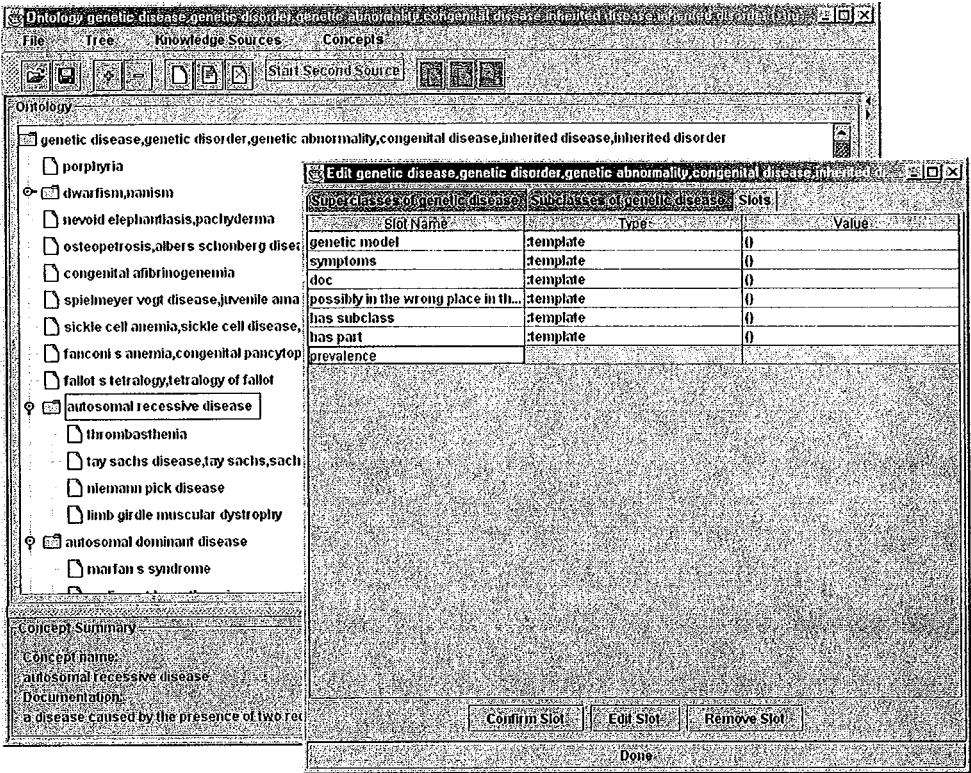 Ontology genetic disease,genetic disorder,genetic abnormality,congenital disease,inherited disease,inherited disorder
File Tree Knowledge Sources Concepts
Start Second Source
Ontology
genetic disease,genetic disorder,genetic abnormality,congenital disease,inherited disease,inherited disorder
porphyria
dwarfism,nanism
nevoid elephantiasis,pachyderma
osteopetrosis,albers schonberg disea
congenital afibrinogenemia
spielmeyer vogt disease,juvenile ama
sickle cell anemia,sickle cell disease,
fanconi s anemia,congenital pancytop
fallot s tetralogy,tetralogy of fallot
autosomal recessive disease
thrombasthenia
tay sachs disease,tay sachs,sach
niemann pick disease
limb girdle muscular dystrophy
autosomal dominant disease
marfan s syndrome
Concept Summary
Concept name:
autosomal recessive disease
Documentation:
a disease caused by the presence of two rec
Edit genetic disease,genetic disorder,genetic abnormality,congenital disease,inherited di
Superclasses of genetic disease Subclasses of genetic disease Slots
Slot Name Type Value
genetic model :template ()
symptoms :template ()
doc :template ()
possibly in the wrong place in th... :template ()
has subclass :template ()
has part :template ()
prevalence
Confirm Slot Edit Slot Remove Slot
Done